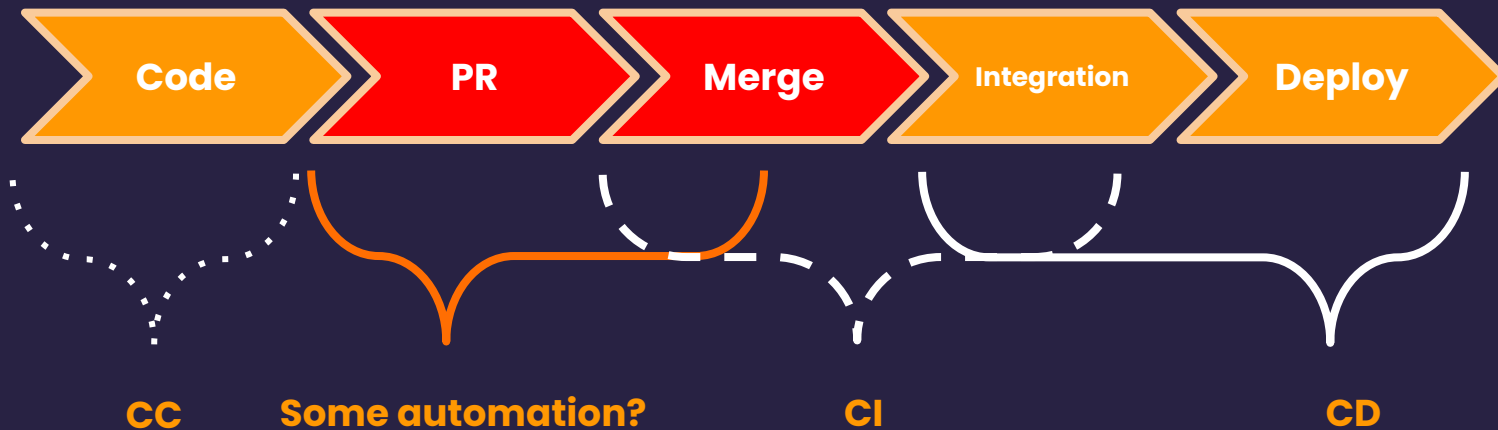 Code
PR
Merge
Integration
Deploy
CC
Some automation?
CI
CD